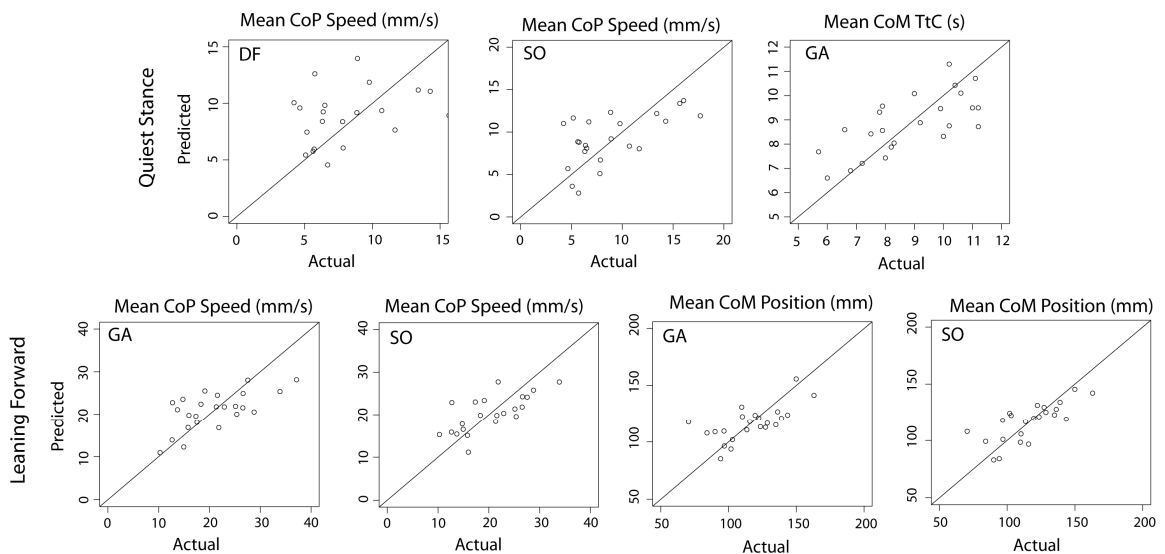 Mean CoP Speed (mm/s)
Mean CoP Speed (mm/s)
Mean CoM TtC (s)
Quiest Stance
Predicted
DF
0 5 10 15
0 5 10 15
Actual
SO
0 5 10 15 20
0 5 10 15 20
Actual
GA
5 6 7 8 9 10 11 12
5 6 7 8 9 10 11 12
Actual
Mean CoP Speed (mm/s)
Mean CoP Speed (mm/s)
Mean CoM Position (mm)
Mean CoM Position (mm)
Leaning Forward
Predicted
GA
0 10 20 30 40
0 10 20 30 40
Actual
SO
0 10 20 30 40
0 10 20 30 40
Actual
GA
50 100 150 200
50 100 150 200
Actual
SO
50 100 150 200
50 100 150 200
Actual